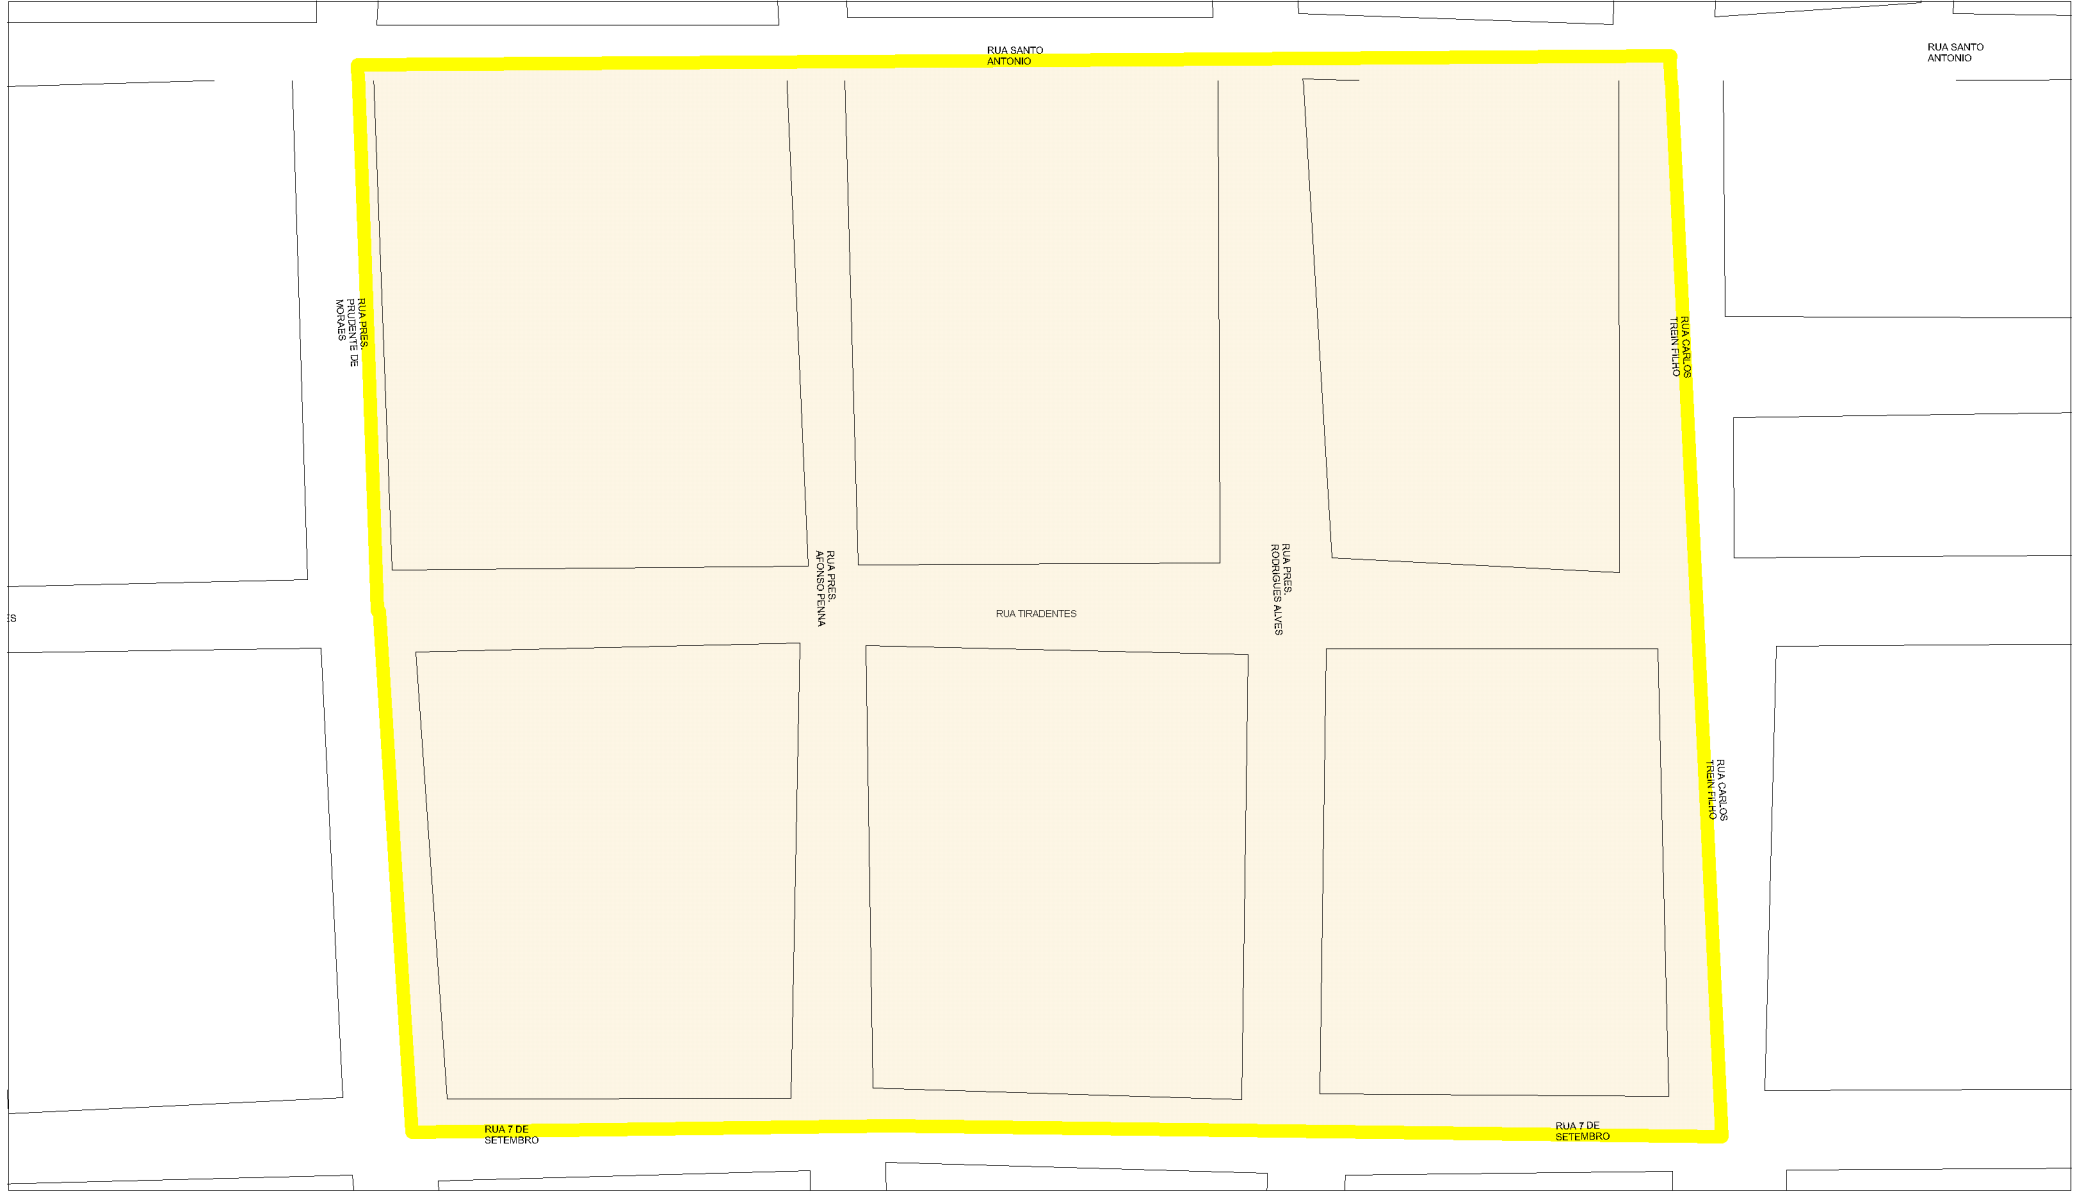 RUA SANTO
ANTONIO
RUA SANTO
ANTONIO
RUA PRES.
PRUDENTE DE
MORAES
RUA CARLOS
TREIN FILHO
RUA PRES.
AFONSO PENNA
RUA PRES.
RODRIGUES ALVES
RUA TIRADENTES
ES
RUA CARLOS
TREIN FILHO
RUA 7 DE
SETEMBRO
RUA 7 DE
SETEMBRO